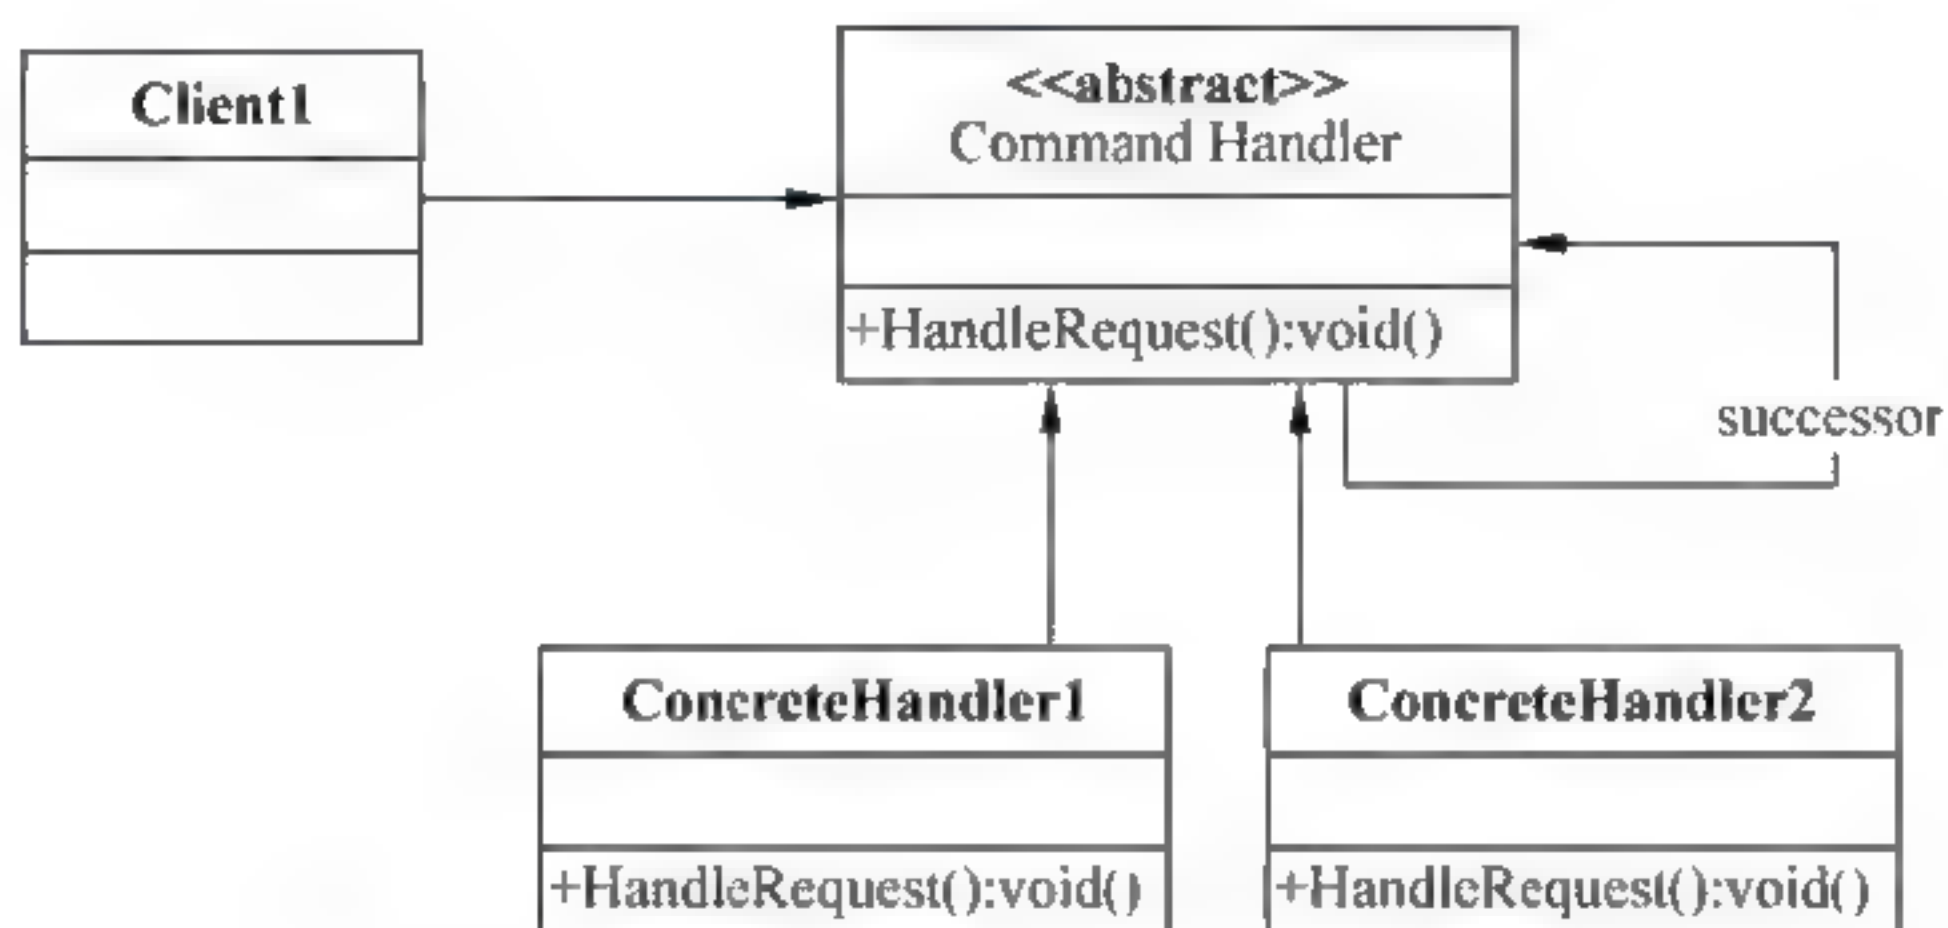 Client1
<<abstract>>
Command Handler
+HandleRequest():void()
successor
ConcreteHandler1
+HandleRequest():void()
ConcreteHandler2
+HandleRequest():void()